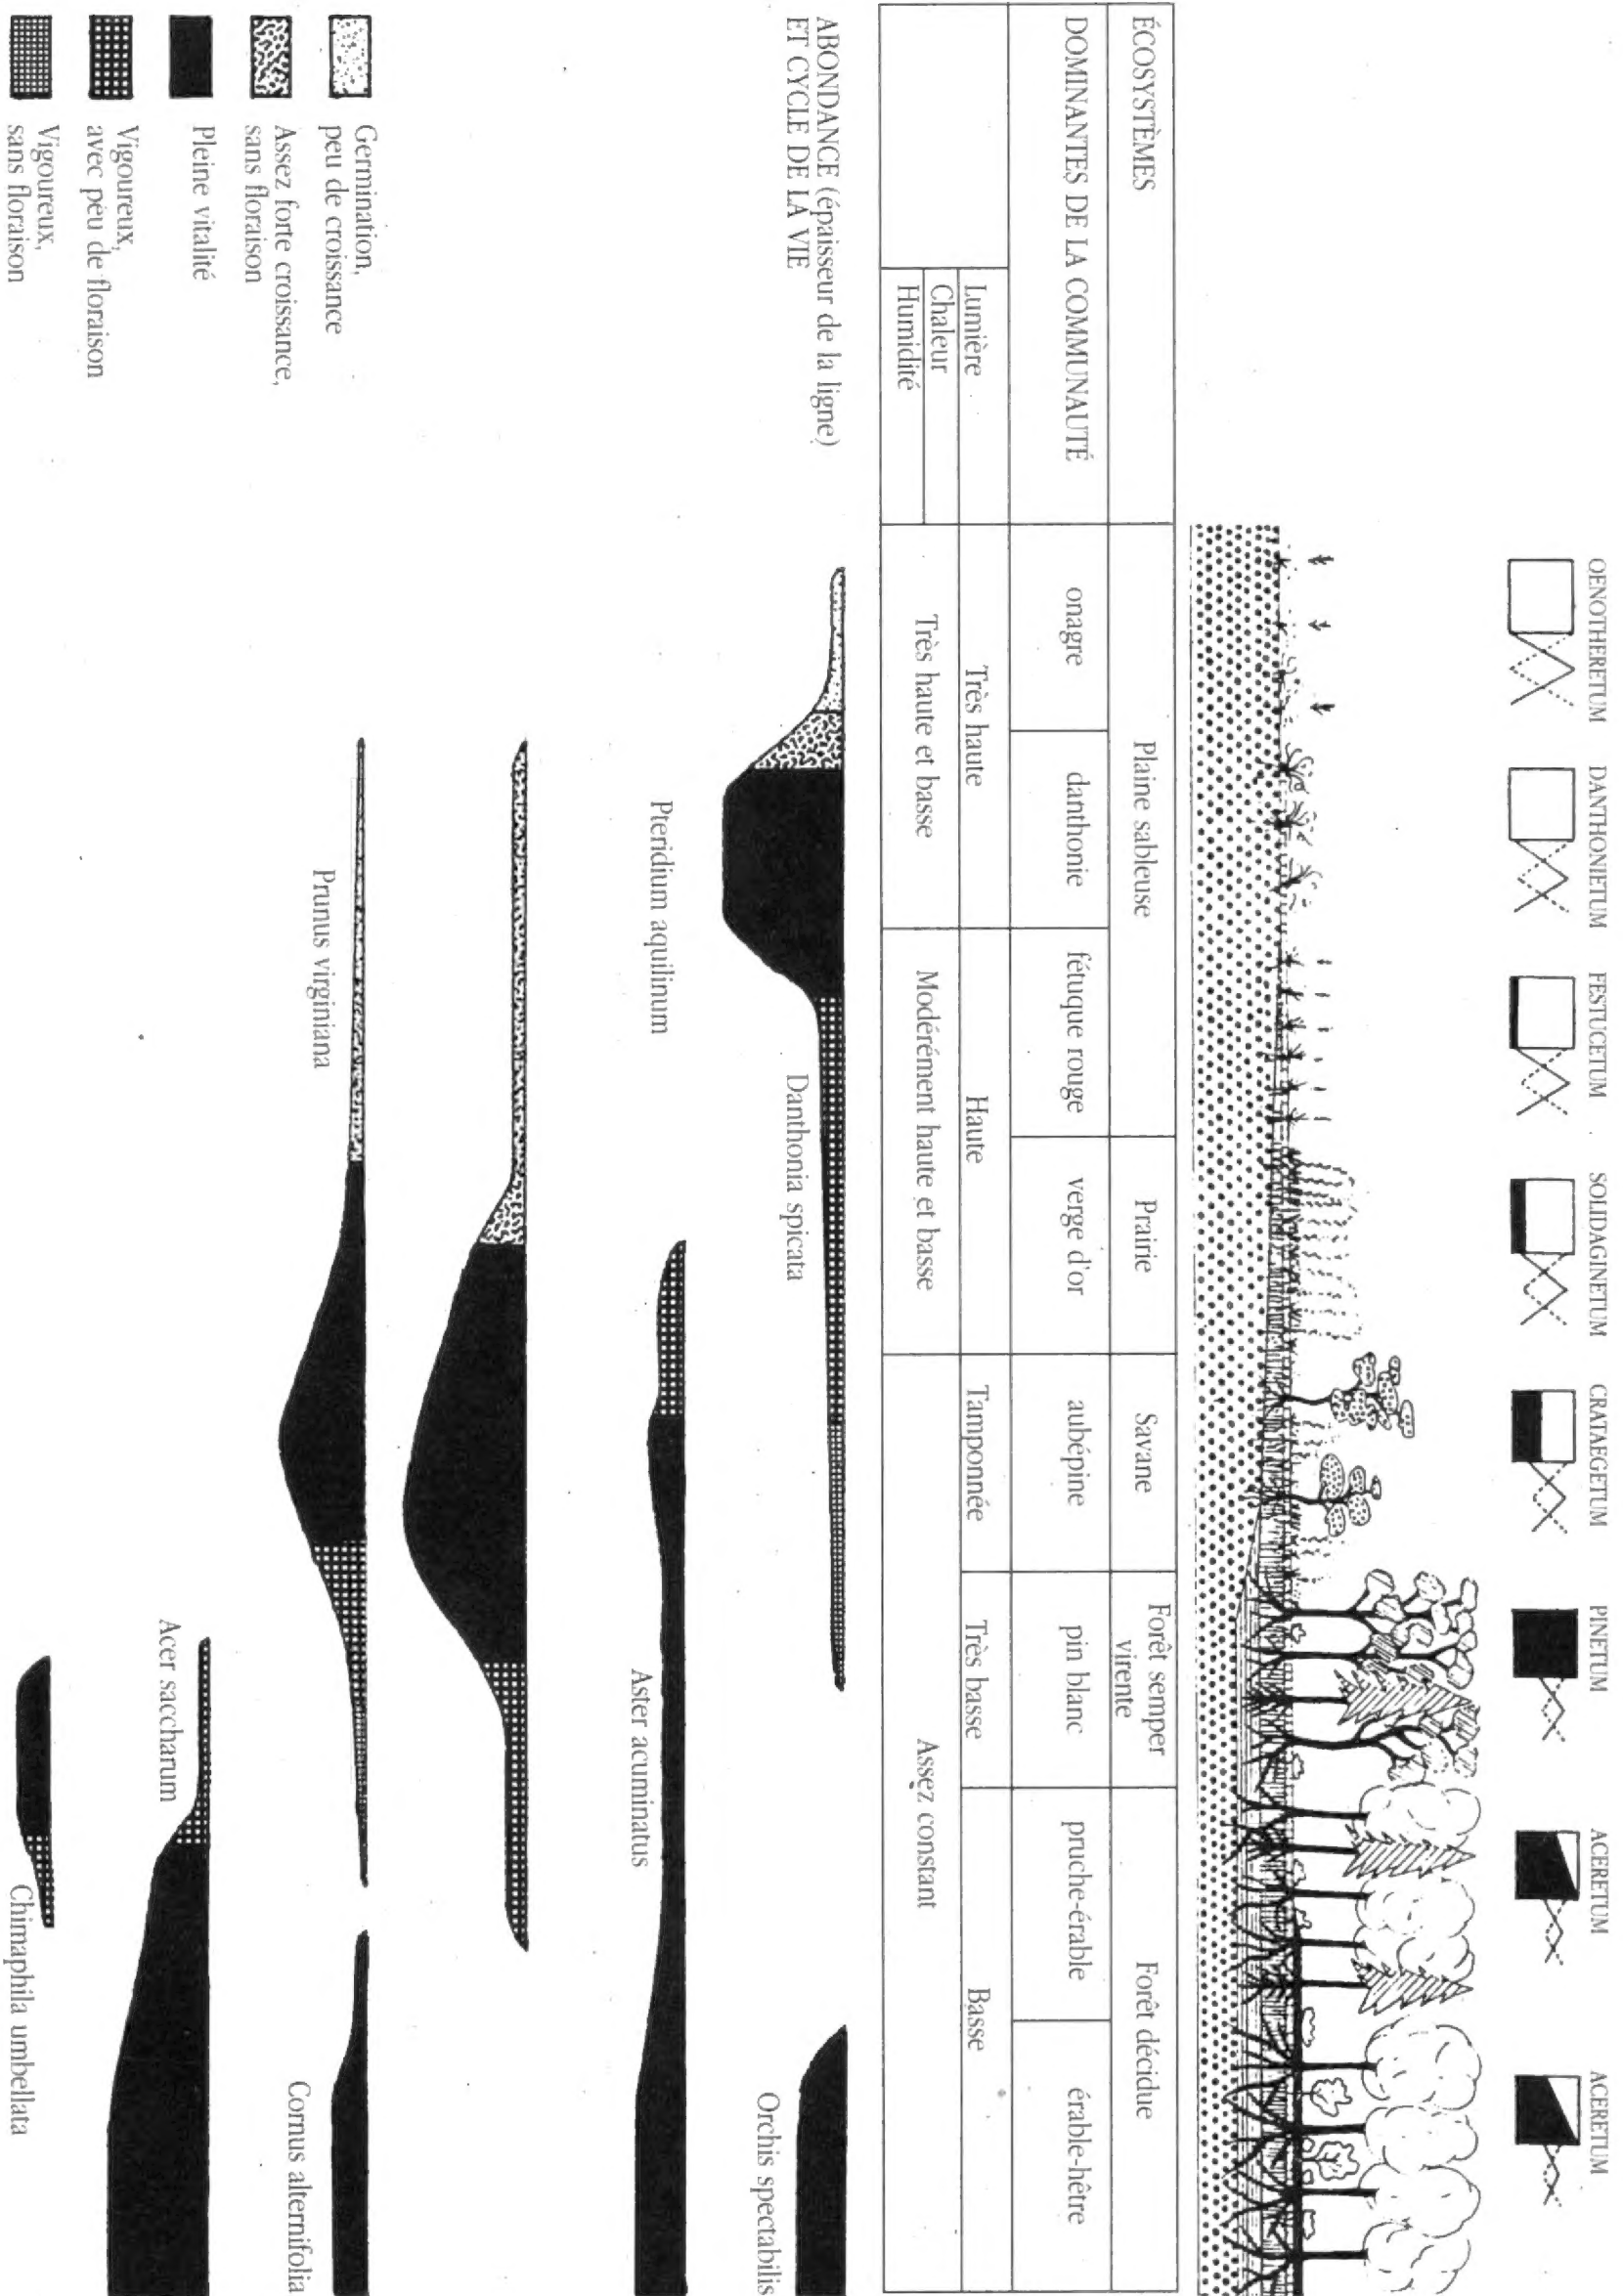 OENOTHERETUM
DANTHONIETUM
FESTUCETUM
SOLIDAGINETUM
CRATAEGETUM
PINETUM
ACERETUM
ACERETUM
ÉCOSYSTÈMES
Plaine sableuse
Prairie
Savane
Forêt semper
virente
Forêt décidue
DOMINANTES DE LA COMMUNAUTÉ
onagre
danthonie
fétuque rouge
verge d'or
aubépine
pin blanc
pruche-érable
érable-hêtre
Lumière
Très haute
Haute
Tamponnée
Très basse
Basse
Chaleur
Humidité
Très haute et basse
Modérément haute et basse
Assez constant
ABONDANCE (épaisseur de la ligne)
ET CYCLE DE LA VIE
Danthonia spicata
Orchis spectabilis
Pteridium aquilinum
Aster acuminatus
Prunus virginiana
Cornus alternifolia
Acer saccharum
Chimaphila umbellata
Germination,
peu de croissance
Assez forte croissance,
sans floraison
Pleine vitalité
Vigoureux,
avec peu de floraison
Vigoureux,
sans floraison